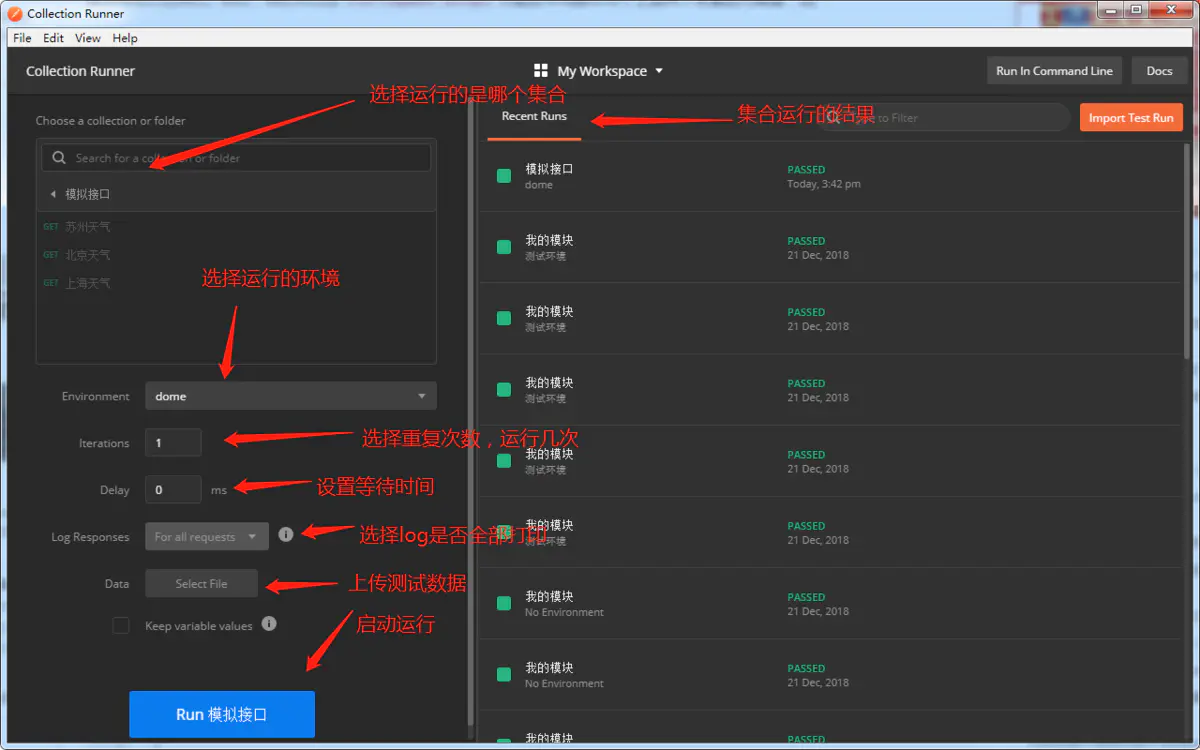 Collection Runner
File Edit View Help
Collection Runner
My Workspace
Run In Command Line
Docs
选择运行的是哪个集合
Choose a collection or folder
Search for a collection or folder
模拟接口
GET 苏州天气
GET 北京天气
GET 上海天气
选择运行的环境
Environment
dome
Iterations
1
选择重复次数，运行几次
Delay
0
ms
设置等待时间
Log Responses
For all requests
选择log是否全部打印
Data
Select File
上传测试数据
Keep variable values
启动运行
Run 模拟接口
Recent Runs
集合运行的结果
to Filter
Import Test Run
模拟接口
dome
PASSED
Today, 3:42 pm
我的模块
测试环境
PASSED
21 Dec, 2018
我的模块
测试环境
PASSED
21 Dec, 2018
我的模块
测试环境
PASSED
21 Dec, 2018
我的模块
测试环境
PASSED
21 Dec, 2018
我的模块
测试环境
PASSED
21 Dec, 2018
我的模块
No Environment
PASSED
21 Dec, 2018
我的模块
No Environment
PASSED
21 Dec, 2018
我的模块
PASSED